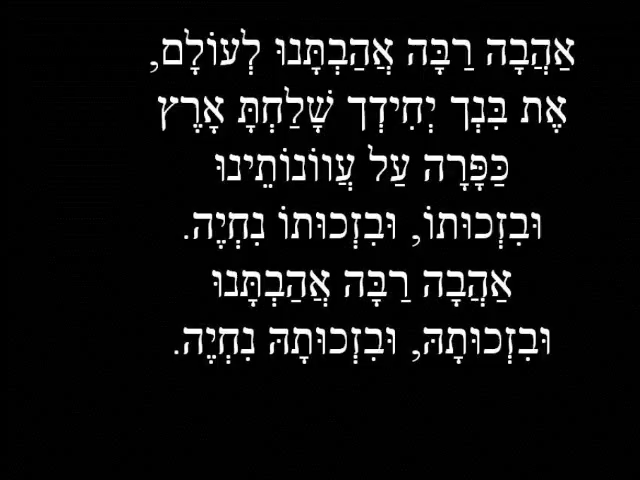 אַהֲבָה רַבָּה אֲהַבְתָּנוּ לְעוֹלָם,
אֶת בִּנְךָ יְחִידְךָ שָׁלַחְתָּ אָרֶץ
כַּפָּרָה עַל עֲווֹנוֹתֵינוּ
וּבִזְכוּתוֹ, וּבִזְכוּתוֹ נִחְיֶה.
אַהֲבָה רַבָּה אֲהַבְתָּנוּ
וּבִזְכוּתָהּ, וּבִזְכוּתָהּ נִחְיֶה.